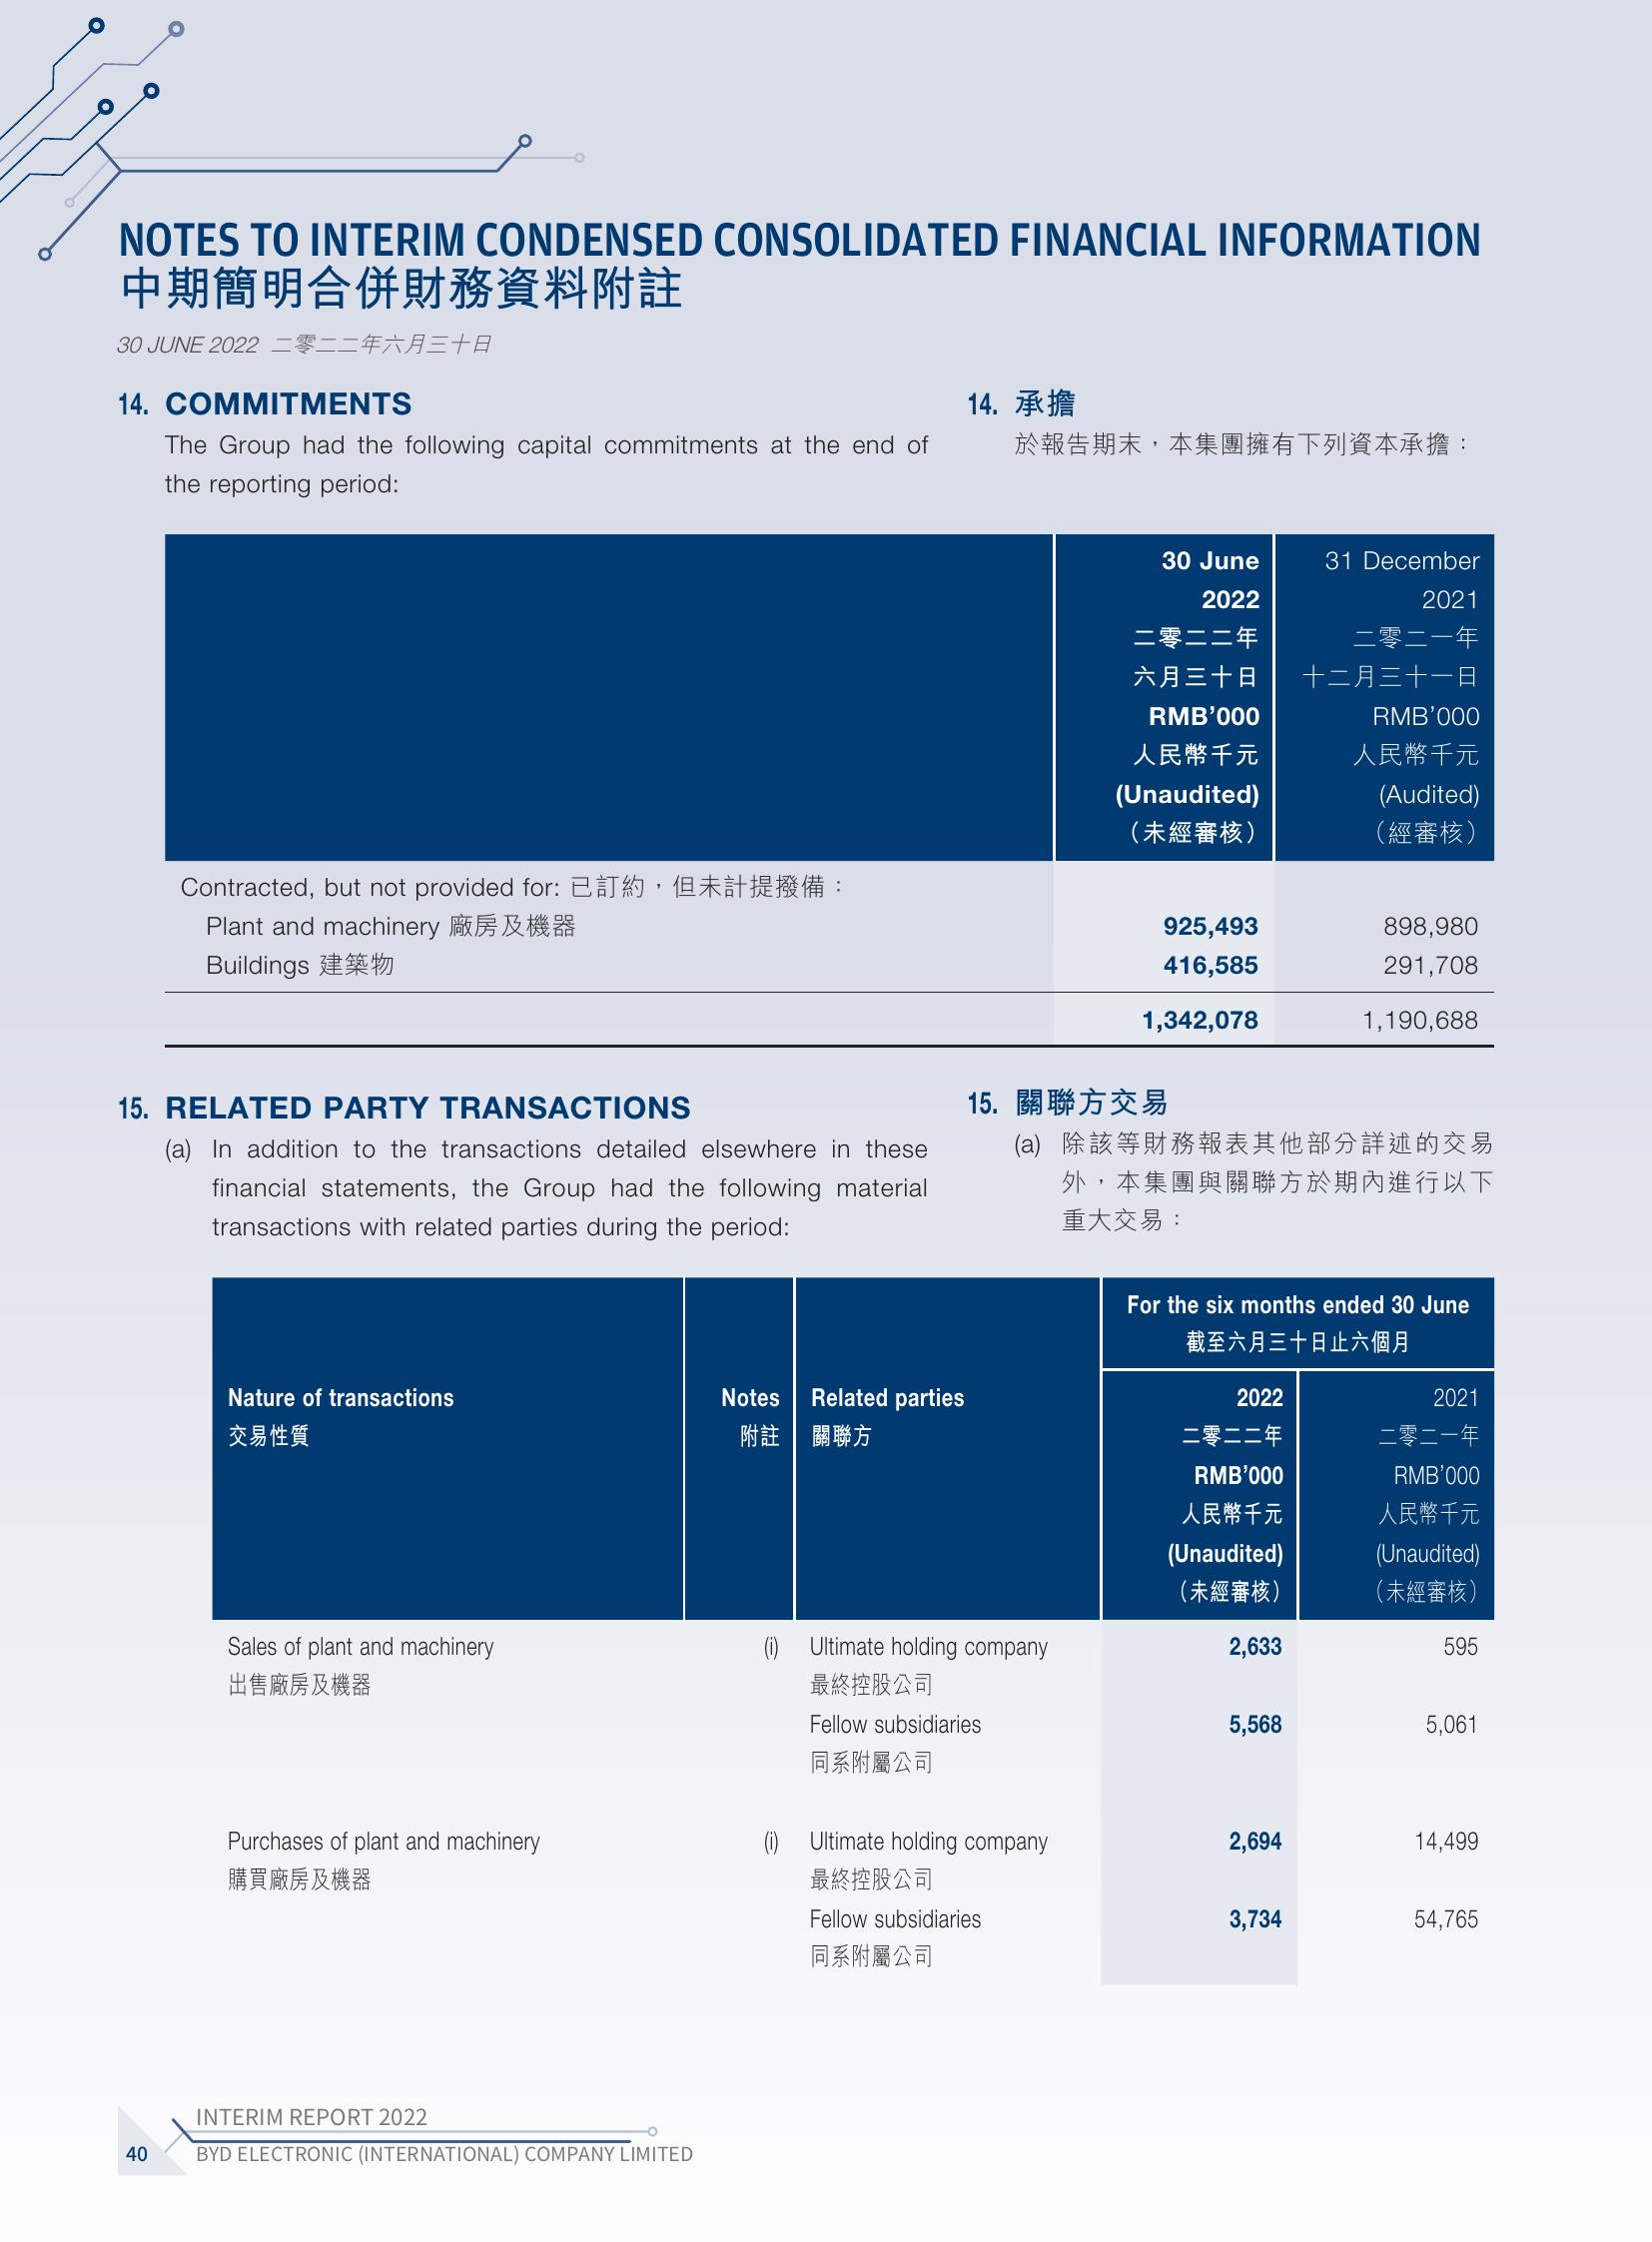 NOTES TO INTERIM CONDENSED CONSOLIDATED FINANCIAL INFORMATION
中期簡明合併財務資料附註
30 JUNE 2022 二零二二年六月三十日
14. COMMITMENTS
The Group had the following capital commitments at the end of
the reporting period:
14. 承擔
於報告期末，本集團擁有下列資本承擔：
30 June
2022
二零二二年
六月三十日
RMB’000
人民幣千元
(Unaudited)
（未經審核）
31 December
2021
二零二一年
十二月三十一日
RMB’000
人民幣千元
(Audited)
（經審核）
Contracted, but not provided for: 已訂約，但未計提撥備：
Plant and machinery 廠房及機器 925,493 898,980
Buildings 建築物 416,585 291,708
1,342,078 1,190,688
15. RELATED PARTY TRANSACTIONS
(a) In addition to the transactions detailed elsewhere in these
financial statements, the Group had the following material
transactions with related parties during the period:
15. 關聯方交易
(a) 除該等財務報表其他部分詳述的交易
外，本集團與關聯方於期內進行以下
重大交易：
For the six months ended 30 June
截至六月三十日止六個月
Nature of transactions Notes Related parties 2022 2021
交易性質 附註 關聯方 二零二二年 二零二一年
RMB’000 RMB’000
人民幣千元 人民幣千元
(Unaudited) (Unaudited)
（未經審核） （未經審核）
Sales of plant and machinery (i) Ultimate holding company 2,633 595
出售廠房及機器 最終控股公司
Fellow subsidiaries 5,568 5,061
同系附屬公司
Purchases of plant and machinery (i) Ultimate holding company 2,694 14,499
購買廠房及機器 最終控股公司
Fellow subsidiaries 3,734 54,765
同系附屬公司
INTERIM REPORT 2022
40 BYD ELECTRONIC (INTERNATIONAL) COMPANY LIMITED